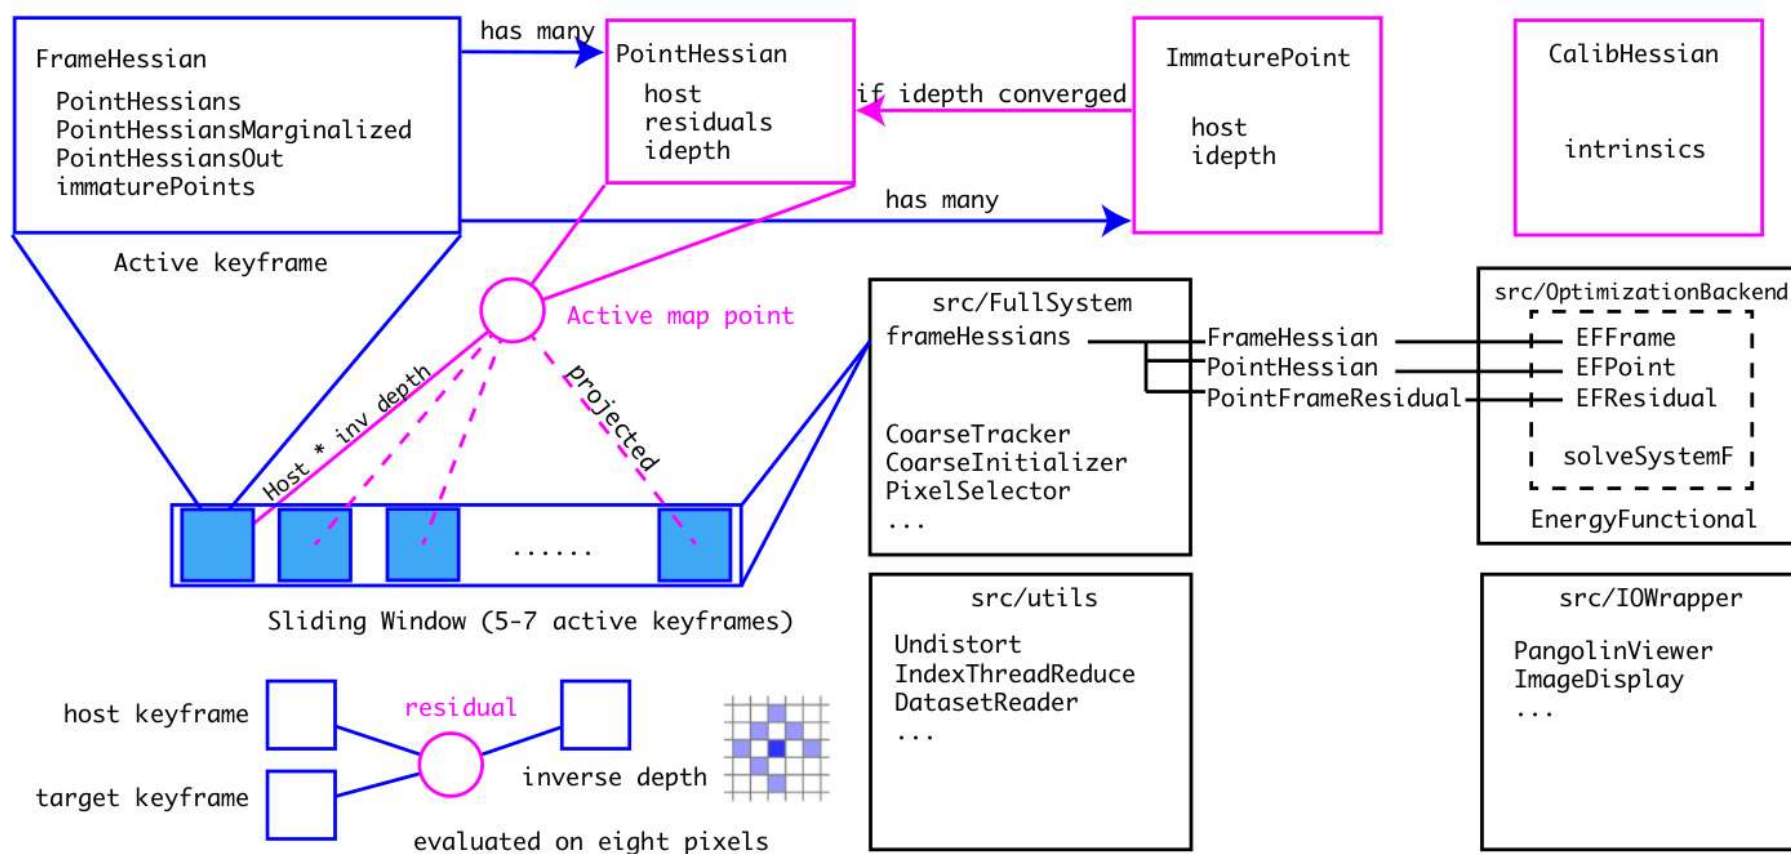 has many
FrameHessian
PointHessians
PointHessiansMarginalized
PointHessiansOut
immaturePoints
PointHessian
host
residuals
idepth
if idepth converged
ImmaturePoint
host
idepth
CalibHessian
intrinsics
has many
Active keyframe
Active map point
Host * inv depth
projected
......
Sliding Window (5-7 active keyframes)
src/FullSystem
frameHessians
CoarseTracker
CoarseInitializer
PixelSelector
...
FrameHessian
PointHessian
PointFrameResidual
src/OptimizationBackend
EFFrame
EFPoint
EFResidual
solveSystemF
EnergyFunctional
host keyframe
residual
target keyframe
inverse depth
evaluated on eight pixels
src/utils
Undistort
IndexThreadReduce
DatasetReader
...
src/IOWrapper
PangolinViewer
ImageDisplay
...